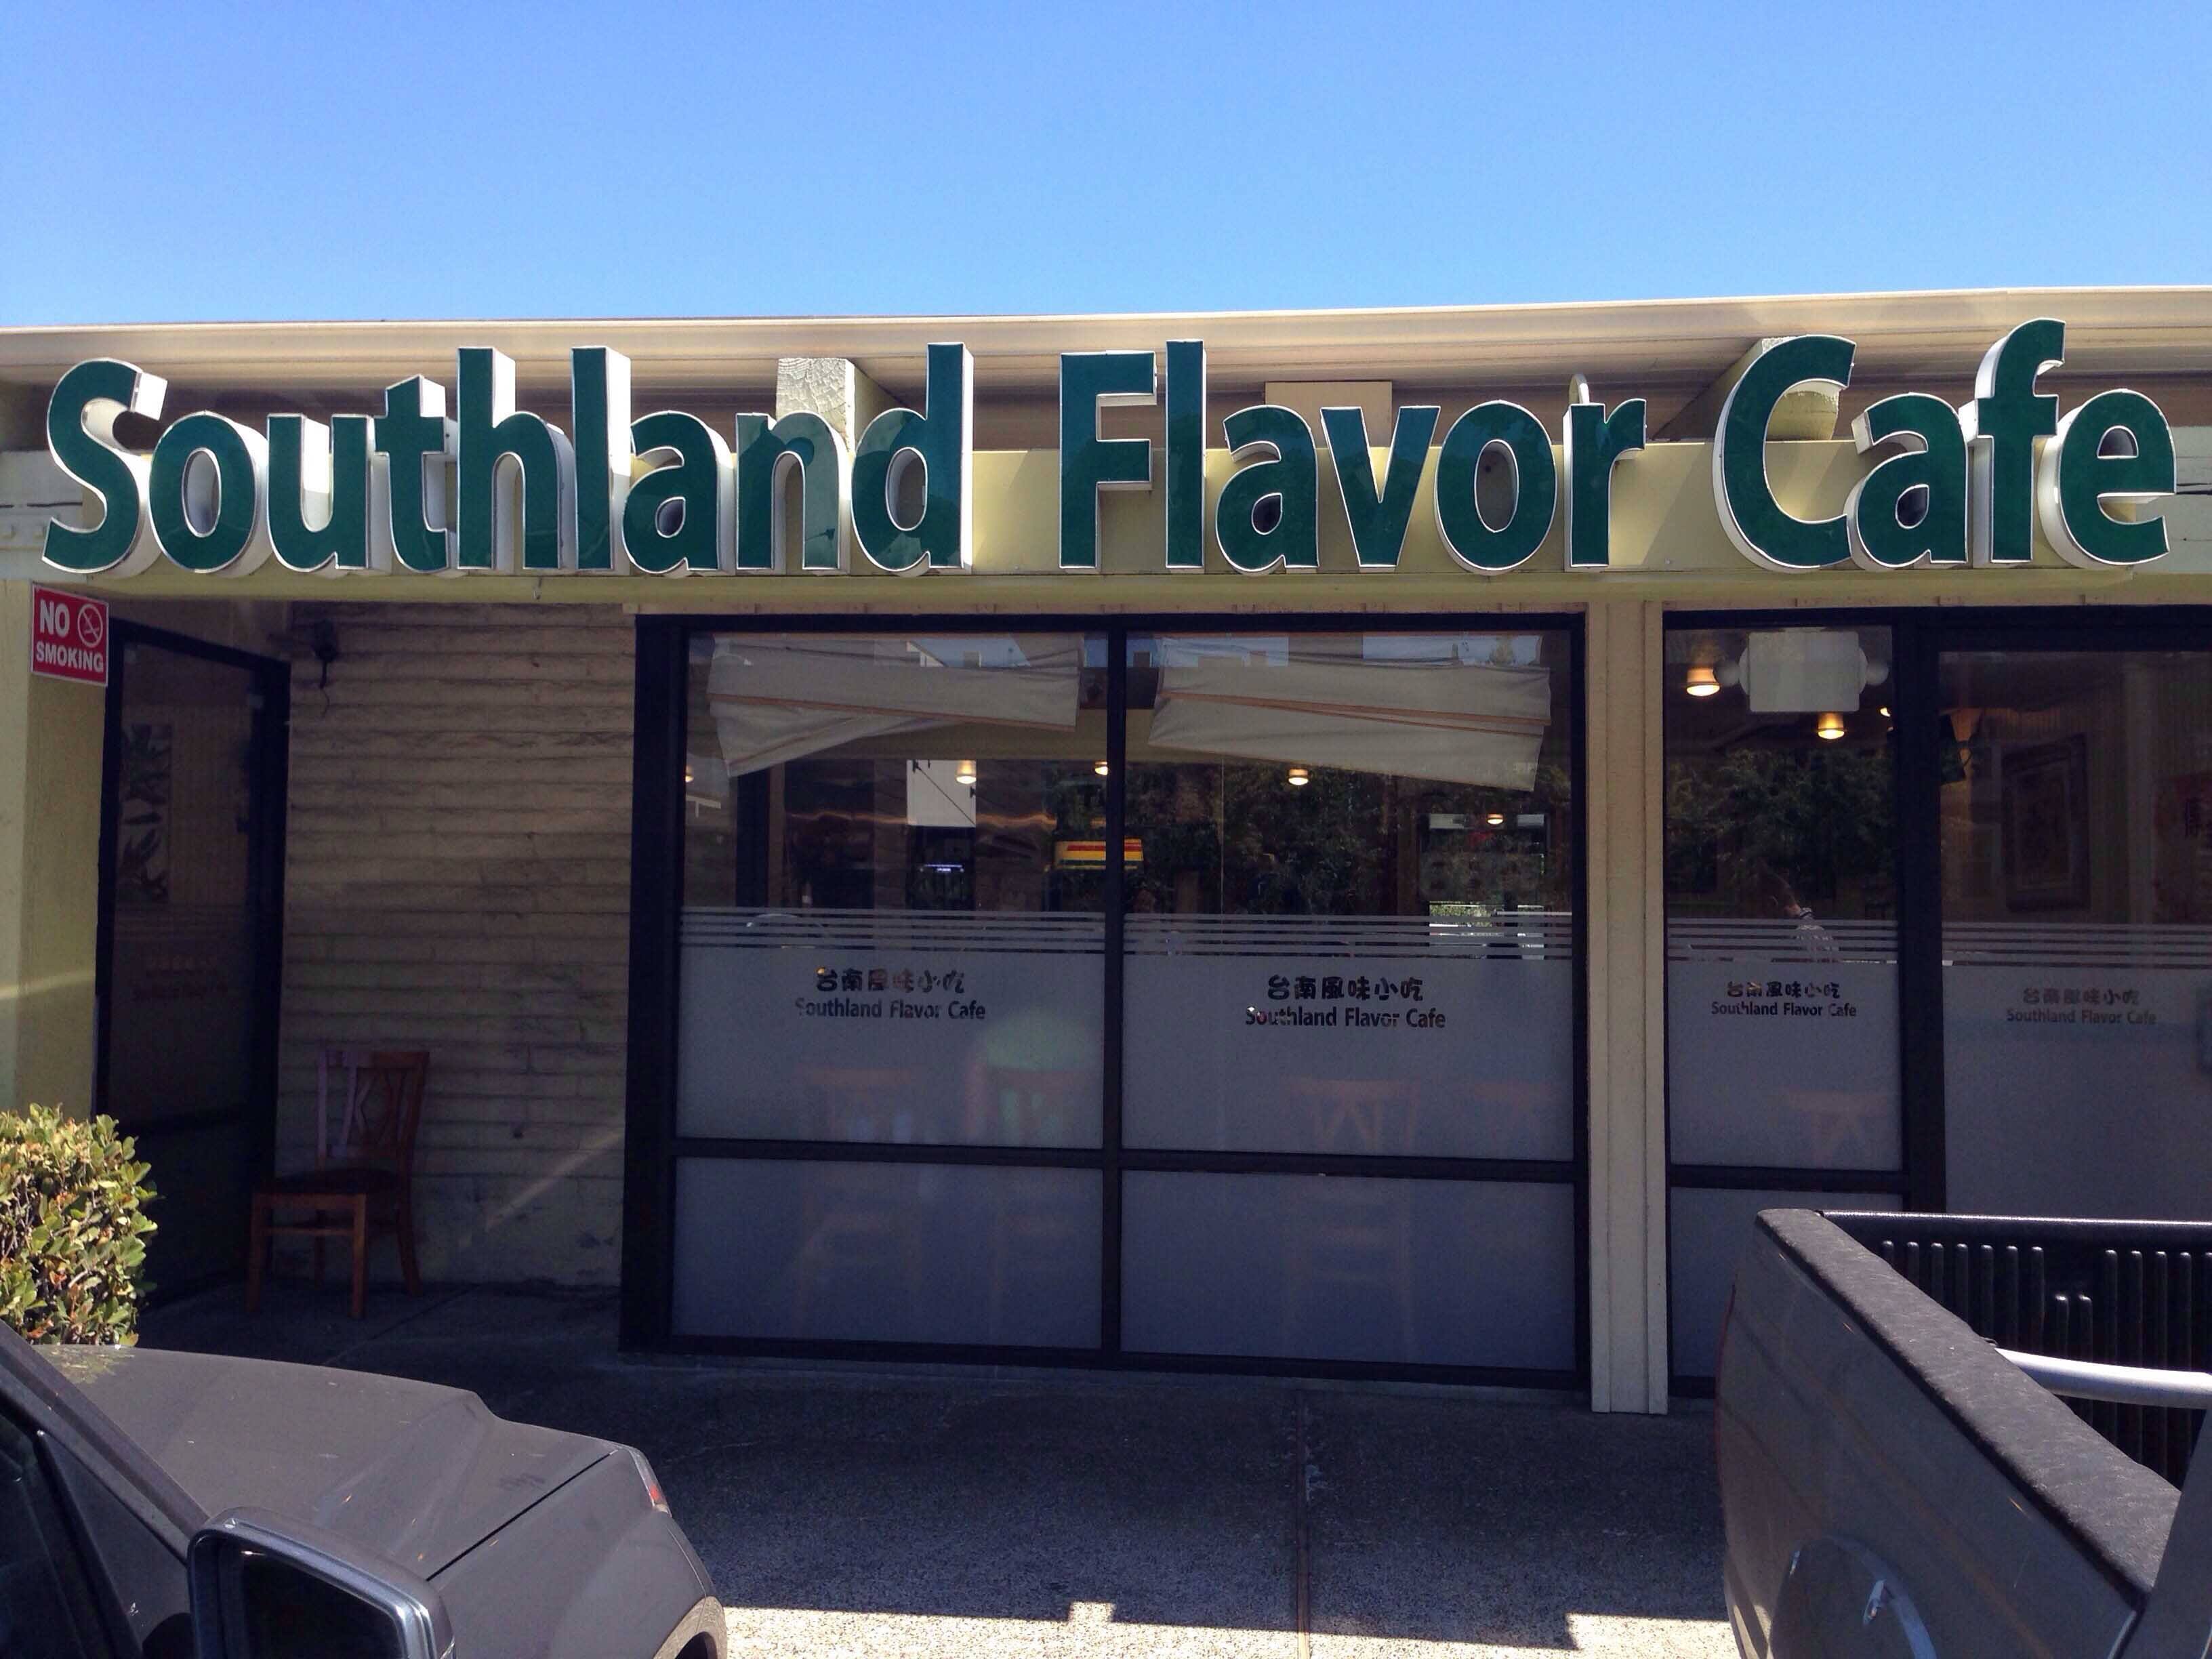 Southland Flavor Cafe
NO
SMOKING
台南風味小吃
Southland Flavor Cafe
台南風味小吃
Southland Flavor Cafe
台南風味小吃
Southland Flavor Cafe
台南風味小吃
Southland Flavor Cafe